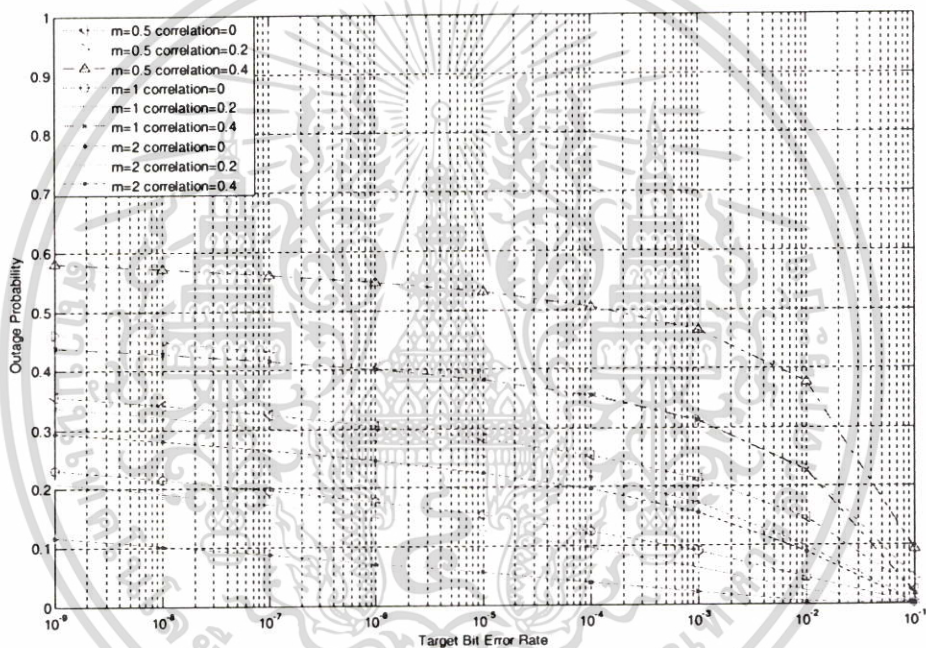 1
m=0.5 correlation=0
m=0.5 correlation=0.2
0.9
m=0.5 correlation=0.4
m=1 correlation=0
m=1 correlation=0.2
0.8
m=1 correlation=0.4
m=2 correlation=0
m=2 correlation=0.2
0.7
m=2 correlation=0.4
0.6
0.5
0.4
0.3
0.2
0.1
0
Outage Probability
10^-9 10^-8 10^-7 10^-6 10^-5 10^-4 10^-3 10^-2 10^-1
Target Bit Error Rate